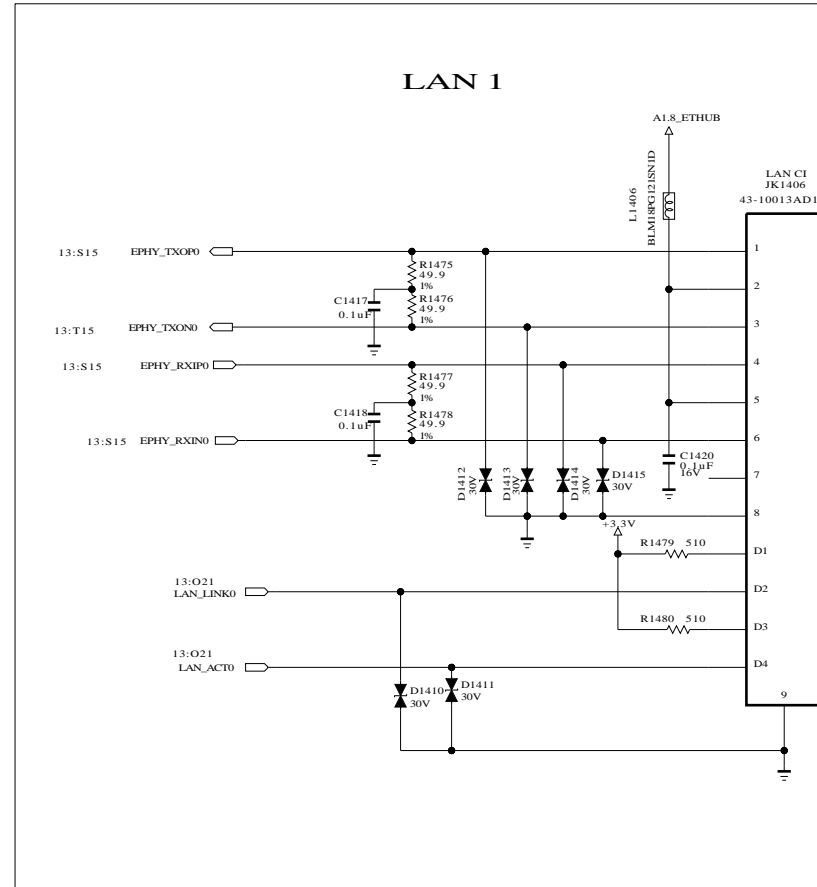 LAN 1
A1.8_ETHUB
L1406
BLM18PG121SN1D
LAN CI
JK1406
43-10013AD1
13:S15 EPHY_TXOP0
1
R1475
49.9
1%
2
C1417
0.1uF
R1476
49.9
1%
13:T15 EPHY_TXON0
3
13:S15 EPHY_RXIP0
4
R1477
49.9
1%
5
C1418
0.1uF
R1478
49.9
1%
13:S15 EPHY_RXIN0
6
C1420
0.1uF
16V
7
D1412
30V
D1413
30V
D1414
30V
D1415
30V
8
+3.3V
R1479 510
D1
13:O21
LAN_LINK0
D2
R1480 510
D3
13:O21
LAN_ACT0
D4
D1410
30V
D1411
30V
9